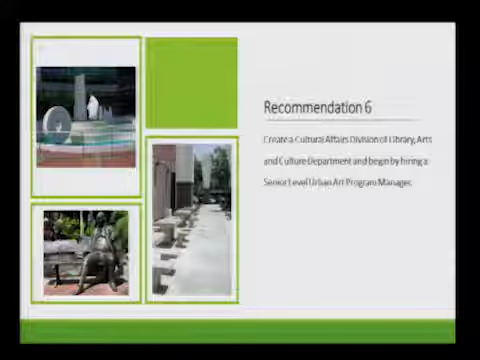 Recommendation 6
Create a Cultural Affairs Division of Library, Arts
and Culture Department and begin by hiring a
Senior Level Urban Art Program Manager.